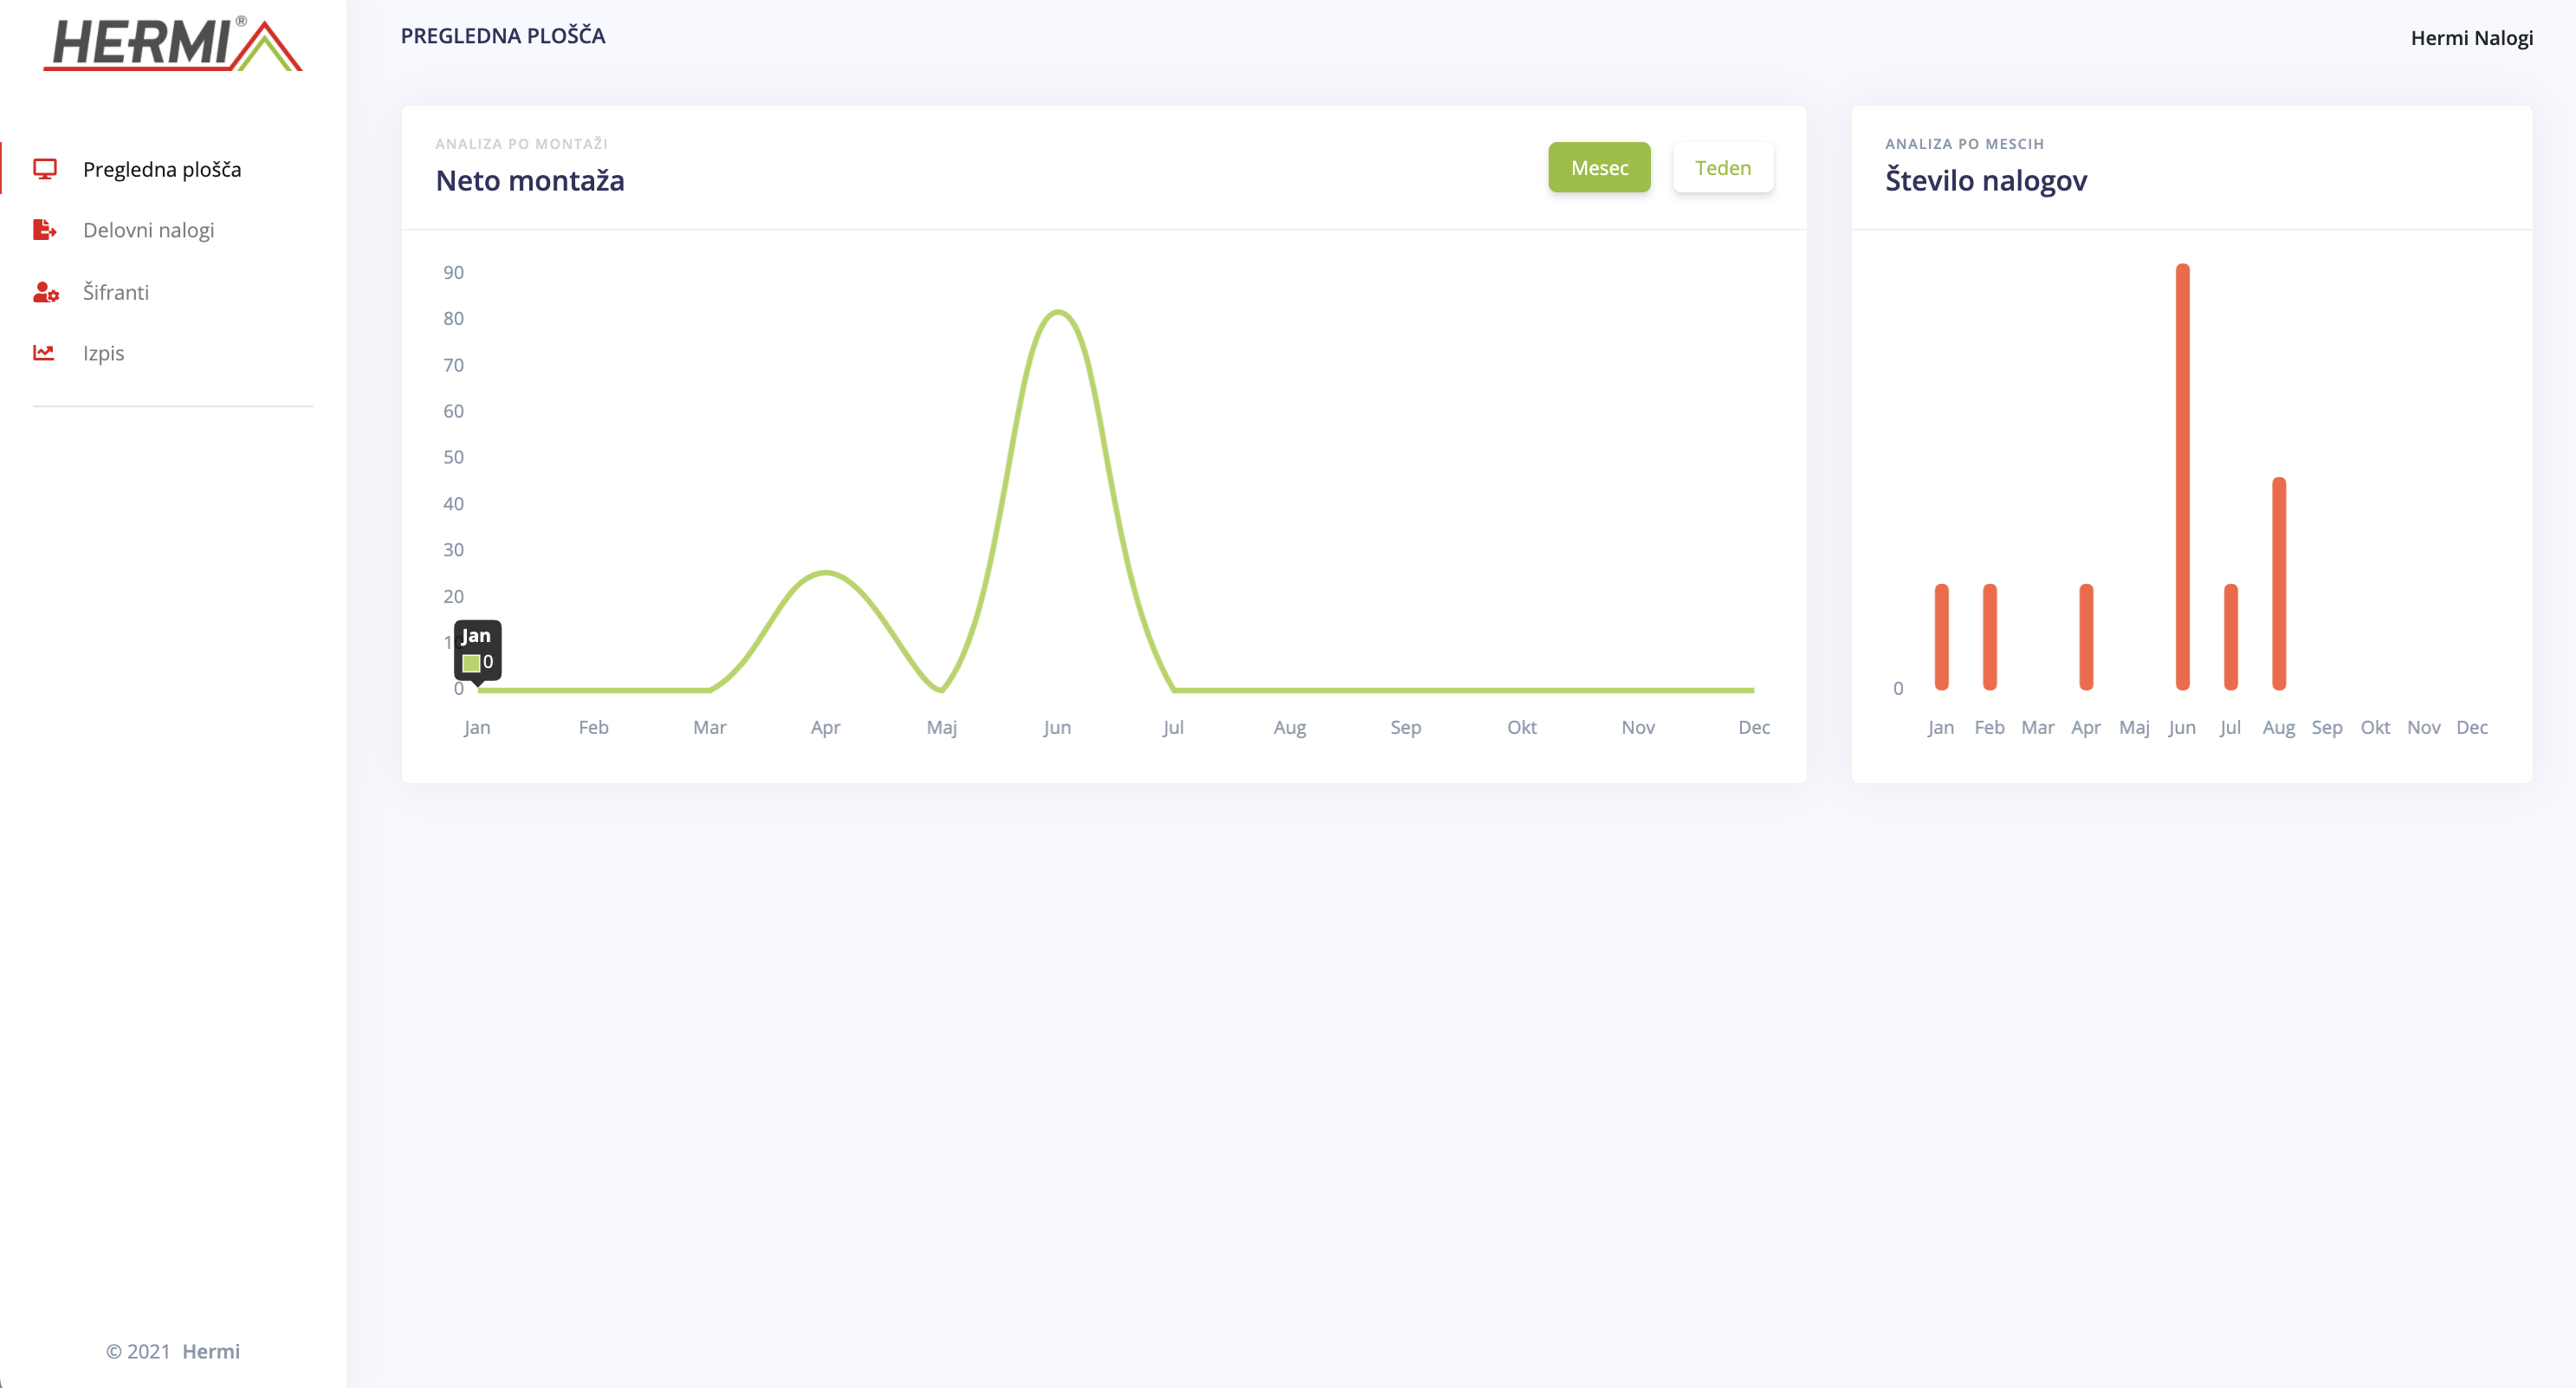 HERMI®
Pregledna plošča
Delovni nalogi
Šifranti
Izpis
© 2021 Hermi
PREGLEDNA PLOŠČA
Hermi Nalogi
ANALIZA PO MONTAŽI
Neto montaža
Mesec
Teden
90
80
70
60
50
40
30
20
10
0
Jan
0
Jan Feb Mar Apr Maj Jun Jul Aug Sep Okt Nov Dec
ANALIZA PO MESCIH
Število nalogov
0
Jan Feb Mar Apr Maj Jun Jul Aug Sep Okt Nov Dec